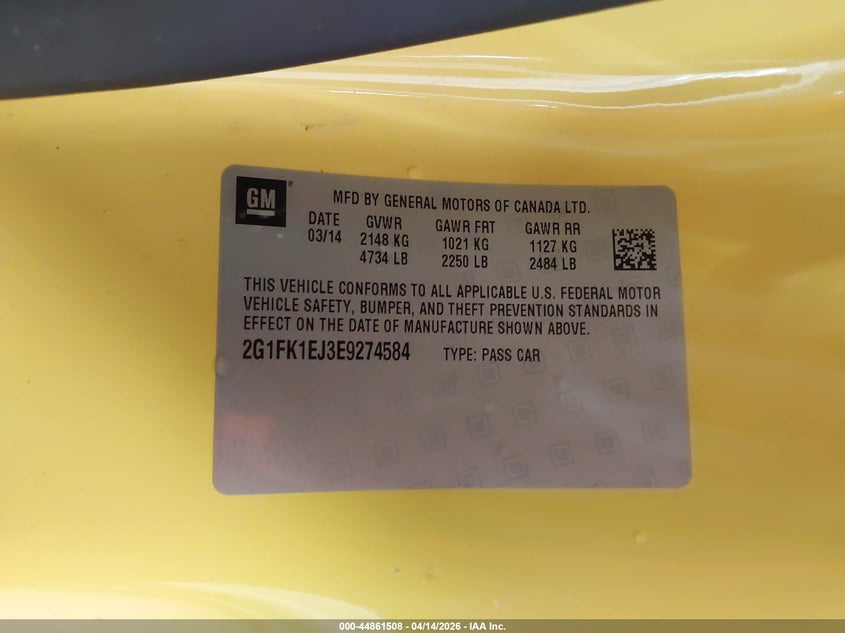 GM
MFD BY GENERAL MOTORS OF CANADA LTD.
DATE GVWR GAWR FRT GAWR RR
03/14 2148 KG 1021 KG 1127 KG
4734 LB 2250 LB 2484 LB
THIS VEHICLE CONFORMS TO ALL APPLICABLE U.S. FEDERAL MOTOR
VEHICLE SAFETY, BUMPER, AND THEFT PREVENTION STANDARDS IN
EFFECT ON THE DATE OF MANUFACTURE SHOWN ABOVE.
2G1FK1EJ3E9274584 TYPE: PASS CAR
000-44861508 - 04/14/2026 - IAA Inc.